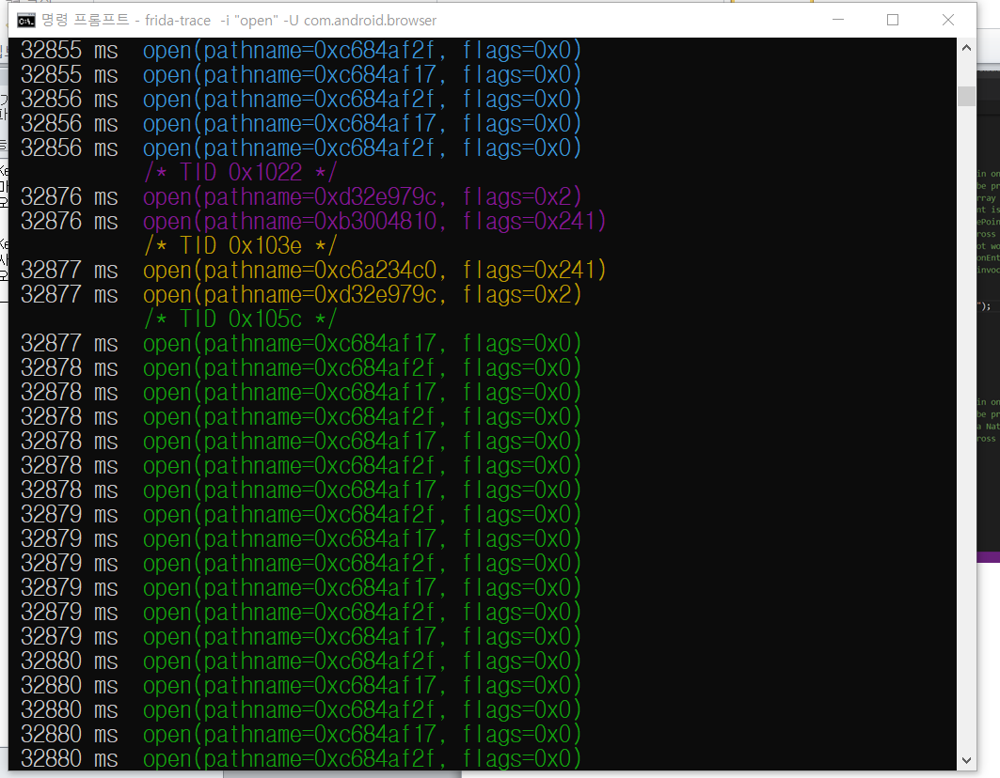 명령 프롬프트 - frida-trace -i "open" -U com.android.browser
32855 ms open(pathname=0xc684af2f, flags=0x0)
32855 ms open(pathname=0xc684af17, flags=0x0)
32856 ms open(pathname=0xc684af2f, flags=0x0)
32856 ms open(pathname=0xc684af17, flags=0x0)
32856 ms open(pathname=0xc684af2f, flags=0x0)
/* TID 0x1022 */
32876 ms open(pathname=0xd32e979c, flags=0x2)
32876 ms open(pathname=0xb3004810, flags=0x241)
/* TID 0x103e */
32877 ms open(pathname=0xc6a234c0, flags=0x241)
32877 ms open(pathname=0xd32e979c, flags=0x2)
/* TID 0x105c */
32877 ms open(pathname=0xc684af17, flags=0x0)
32878 ms open(pathname=0xc684af2f, flags=0x0)
32878 ms open(pathname=0xc684af17, flags=0x0)
32878 ms open(pathname=0xc684af2f, flags=0x0)
32878 ms open(pathname=0xc684af17, flags=0x0)
32878 ms open(pathname=0xc684af2f, flags=0x0)
32878 ms open(pathname=0xc684af17, flags=0x0)
32879 ms open(pathname=0xc684af2f, flags=0x0)
32879 ms open(pathname=0xc684af17, flags=0x0)
32879 ms open(pathname=0xc684af2f, flags=0x0)
32879 ms open(pathname=0xc684af17, flags=0x0)
32879 ms open(pathname=0xc684af2f, flags=0x0)
32879 ms open(pathname=0xc684af17, flags=0x0)
32880 ms open(pathname=0xc684af2f, flags=0x0)
32880 ms open(pathname=0xc684af17, flags=0x0)
32880 ms open(pathname=0xc684af2f, flags=0x0)
32880 ms open(pathname=0xc684af17, flags=0x0)
32880 ms open(pathname=0xc684af2f, flags=0x0)